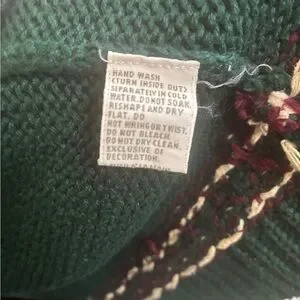 HAND WASH
(TURN INSIDE OUT)
SEPARATELY IN COLD
WATER. DO NOT SOAK.
RESHAPE AND DRY
FLAT. DO
NOT WRING OR TWIST.
DO NOT BLEACH.
DO NOT DRY CLEAN.
EXCLUSIVE OF
DECORATION.